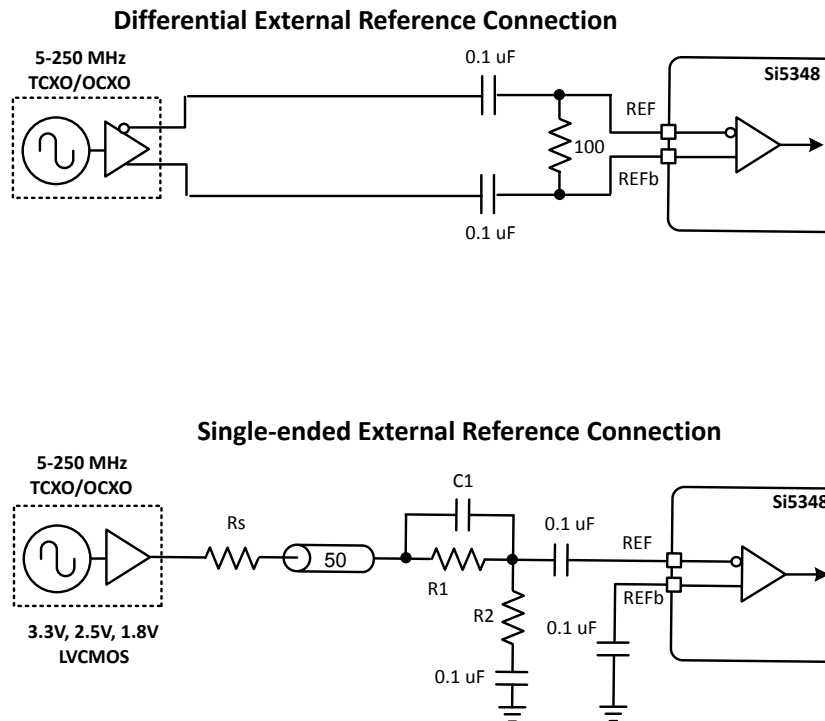 Differential External Reference Connection
5-250 MHz
TCXO/OCXO
0.1 uF
Si5348
REF
100
REFb
0.1 uF
Single-ended External Reference Connection
5-250 MHz
TCXO/OCXO
C1
Si5348
Rs
0.1 uF
REF
50
R1
REFb
R2
3.3V, 2.5V, 1.8V
LVCMOS
0.1 uF
0.1 uF